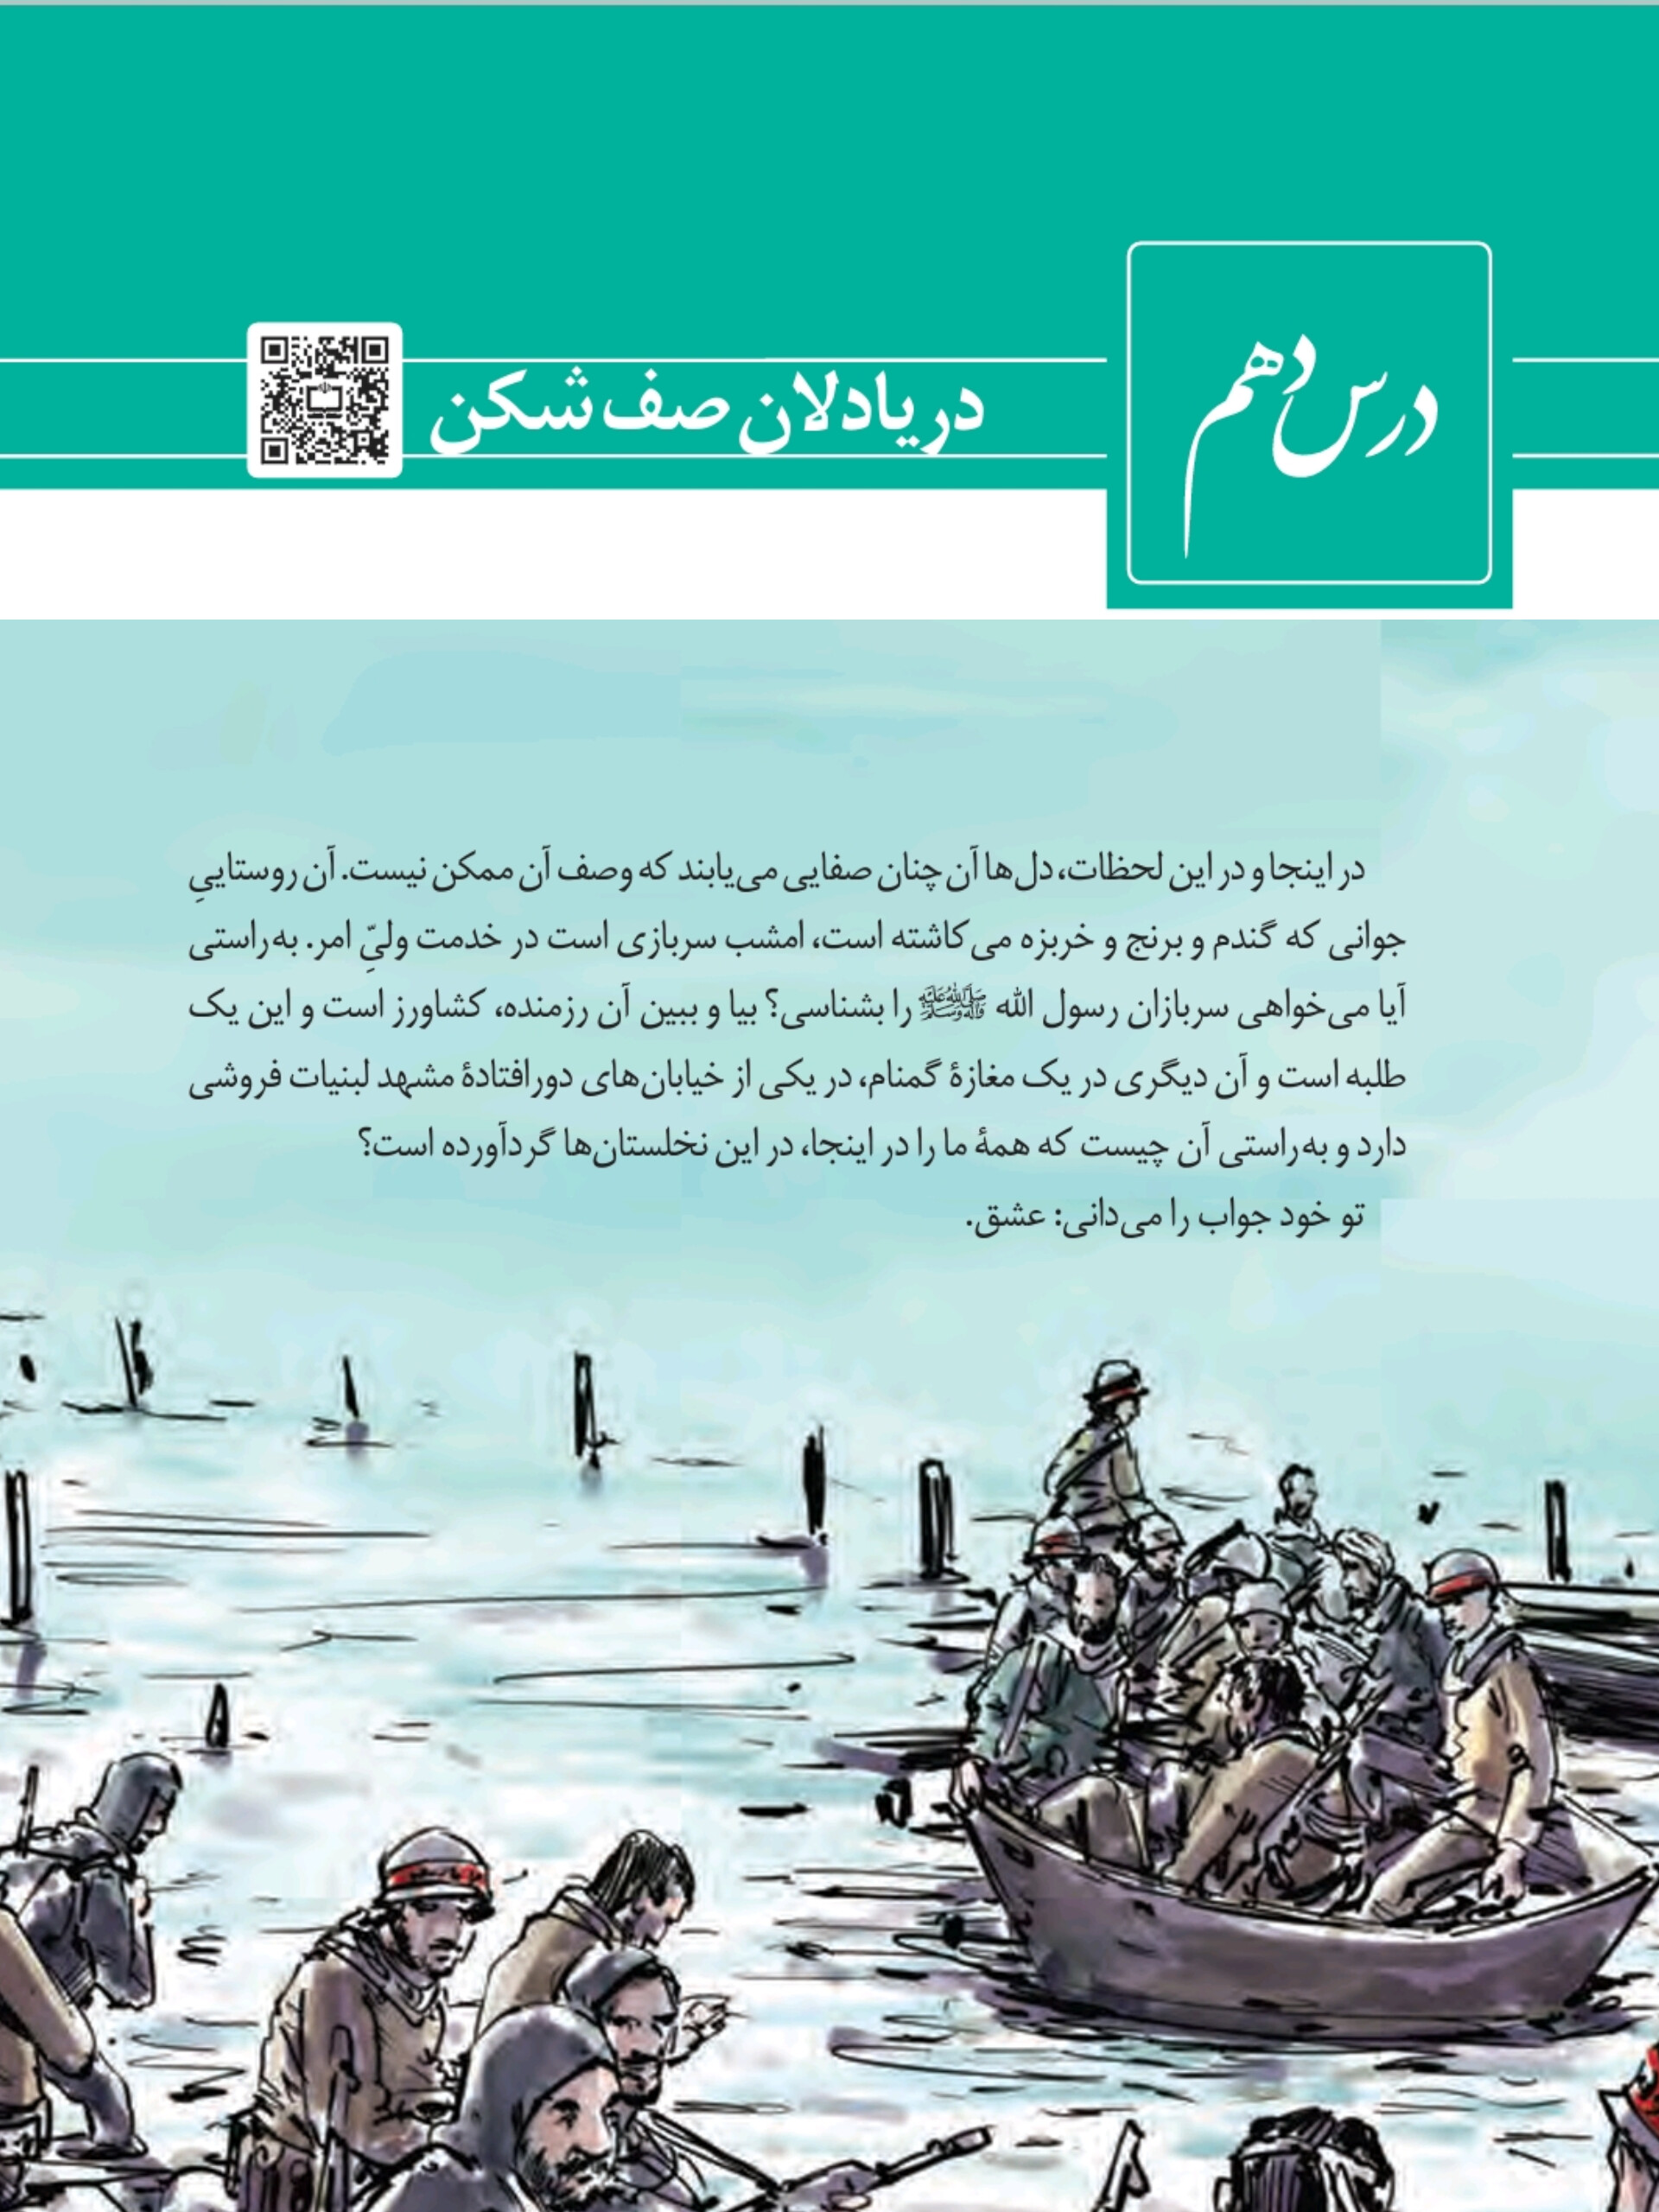 درس دهم
دریادلان صف‌شکن
در اینجا و در این لحظات، دل‌ها آن چنان صفایی می‌یابند که وصف آن ممکن نیست. آن روستاییِ
جوانی که گندم و برنج و خربزه می‌کاشته است، امشب سربازی است در خدمت ولیِّ امر. به‌راستی
آیا می‌خواهی سربازان رسول الله ﷺ را بشناسی؟ بیا و ببین آن رزمنده، کشاورز است و این یک
طلبه است و آن دیگری در یک مغازهٔ گمنام، در یکی از خیابان‌های دورافتادهٔ مشهد لبنیات فروشی
دارد و به‌راستی آن چیست که همهٔ ما را در اینجا، در این نخلستان‌ها گردآورده است؟
تو خود جواب را می‌دانی: عشق.